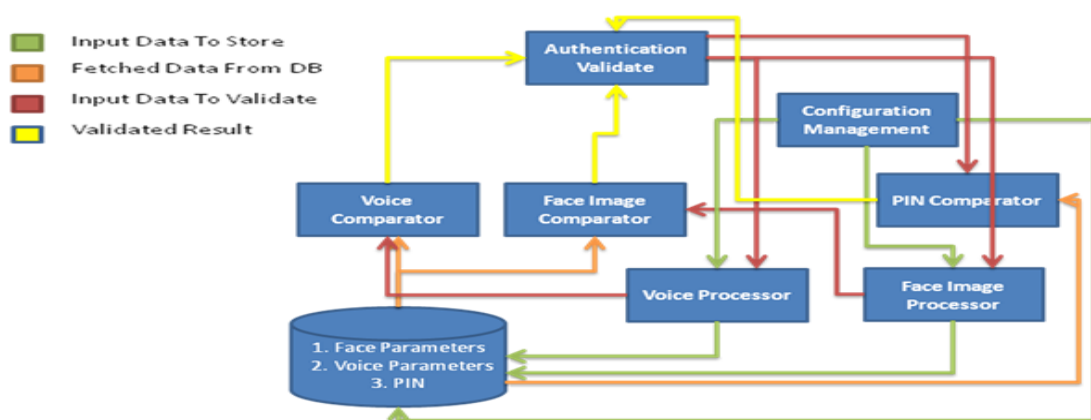 Input Data To Store
Fetched Data From DB
Input Data To Validate
Validated Result
Authentication
Validate
Configuration
Management
Voice
Comparator
Face Image
Comparator
PIN Comparator
Voice Processor
Face Image
Processor
1. Face Parameters
2. Voice Parameters
3. PIN